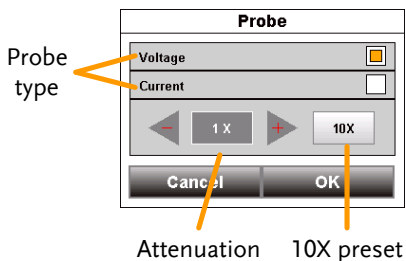 Probe
Probe type
Voltage
Current
- 1 X + 10X
Cancel OK
Attenuation 10X preset